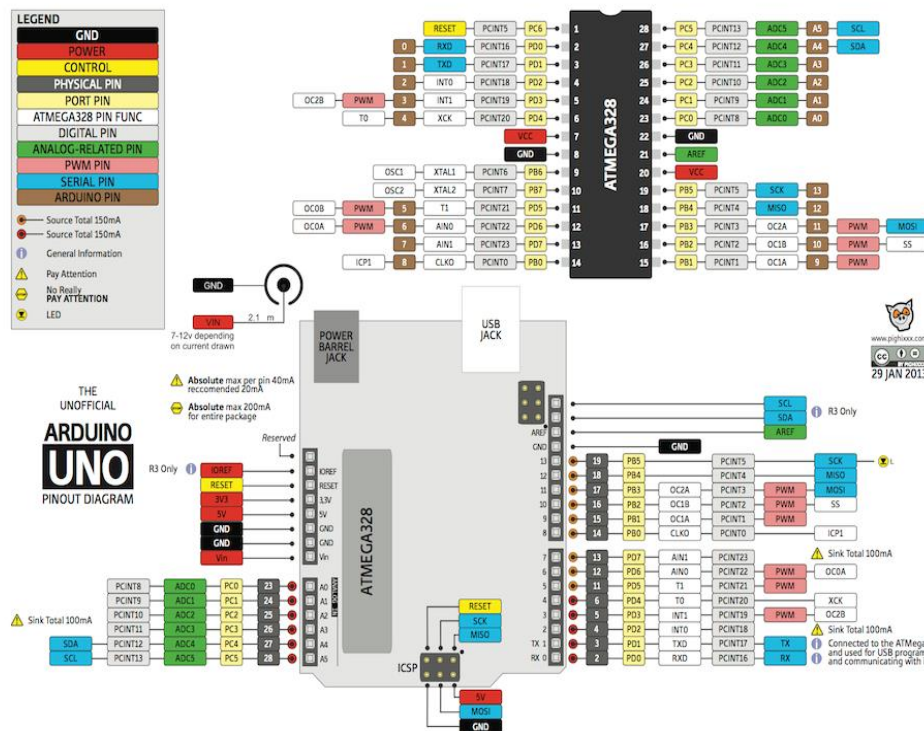 LEGEND
GND
POWER
CONTROL
PHYSICAL PIN
PORT PIN
ATMEGA328 PIN FUNC
DIGITAL PIN
ANALOG-RELATED PIN
PWM PIN
SERIAL PIN
ARDUINO PIN
Source Total 150mA
Source Total 150mA
General Information
Pay Attention
No Really
PAY ATTENTION
LED
ATMEGA328
RESET PCINT5 PC6 1
0 RXD PCINT16 PD0 2
1 TXD PCINT17 PD1 3
2 INT0 PCINT18 PD2 4
OC2B PWM 3 INT1 PCINT19 PD3 5
T0 4 XCK PCINT20 PD4 6
VCC 7
GND 8
OSC1 XTAL1 PCINT6 PB6 9
OSC2 XTAL2 PCINT7 PB7 10
OC0B PWM 5 T1 PCINT21 PD5 11
OC0A PWM 6 AIN0 PCINT22 PD6 12
7 AIN1 PCINT23 PD7 13
ICP1 8 CLKO PCINT0 PB0 14
28 PC5 PCINT13 ADC5 A5 SCL
27 PC4 PCINT12 ADC4 A4 SDA
26 PC3 PCINT11 ADC3 A3
25 PC2 PCINT10 ADC2 A2
24 PC1 PCINT9 ADC1 A1
23 PC0 PCINT8 ADC0 A0
22 GND
21 AREF
20 VCC
19 PB5 PCINT5 SCK 13
18 PB4 PCINT4 MISO 12
17 PB3 PCINT3 OC2A 11 PWM MOSI
16 PB2 PCINT2 OC1B 10 PWM SS
15 PB1 PCINT1 OC1A 9 PWM
GND
VIN
2.1 m
7-12v depending
on current drawn
POWER
BARREL
JACK
USB
JACK
www.pighixxx.com
cc
29 JAN 2013
THE
UNOFFICIAL
ARDUINO
UNO
PINOUT DIAGRAM
Absolute max per pin 40mA
reccomended 20mA
Absolute max 200mA
for entire package
Reserved
R3 Only IOREF IOREF
RESET RESET
3V3 3,3V
5V 5V
GND GND
GND GND
Vin Vin
ATMEGA328
PCINT8 ADC0 PC0 23 A0
PCINT9 ADC1 PC1 24 A1
PCINT10 ADC2 PC2 25 A2
PCINT11 ADC3 PC3 26 A3
SDA PCINT12 ADC4 PC4 27 A4
SCL PCINT13 ADC5 PC5 28 A5
Sink Total 100mA
SCL
SDA
R3 Only
AREF AREF
GND GND
13 19 PB5 PCINT5 SCK L
12 18 PB4 PCINT4 MISO
11 17 PB3 OC2A PCINT3 PWM MOSI
10 16 PB2 OC1B PCINT2 PWM SS
9 15 PB1 OC1A PCINT1 PWM
8 14 PB0 CLKO PCINT0 ICP1
Sink Total 100mA
7 13 PD7 AIN1 PCINT23
6 12 PD6 AIN0 PCINT22 PWM OC0A
5 11 PD5 T1 PCINT21 PWM
4 6 PD4 T0 PCINT20 XCK
3 5 PD3 INT1 PCINT19 PWM OC2B
2 4 PD2 INT0 PCINT18
Sink Total 100mA
TX 1 3 PD1 TXD PCINT17 TX
RX 0 2 PD0 RXD PCINT16 RX
Connected to the ATMega
and used for USB program
and communicating with
RESET
SCK
MISO
ICSP
5V
MOSI
GND